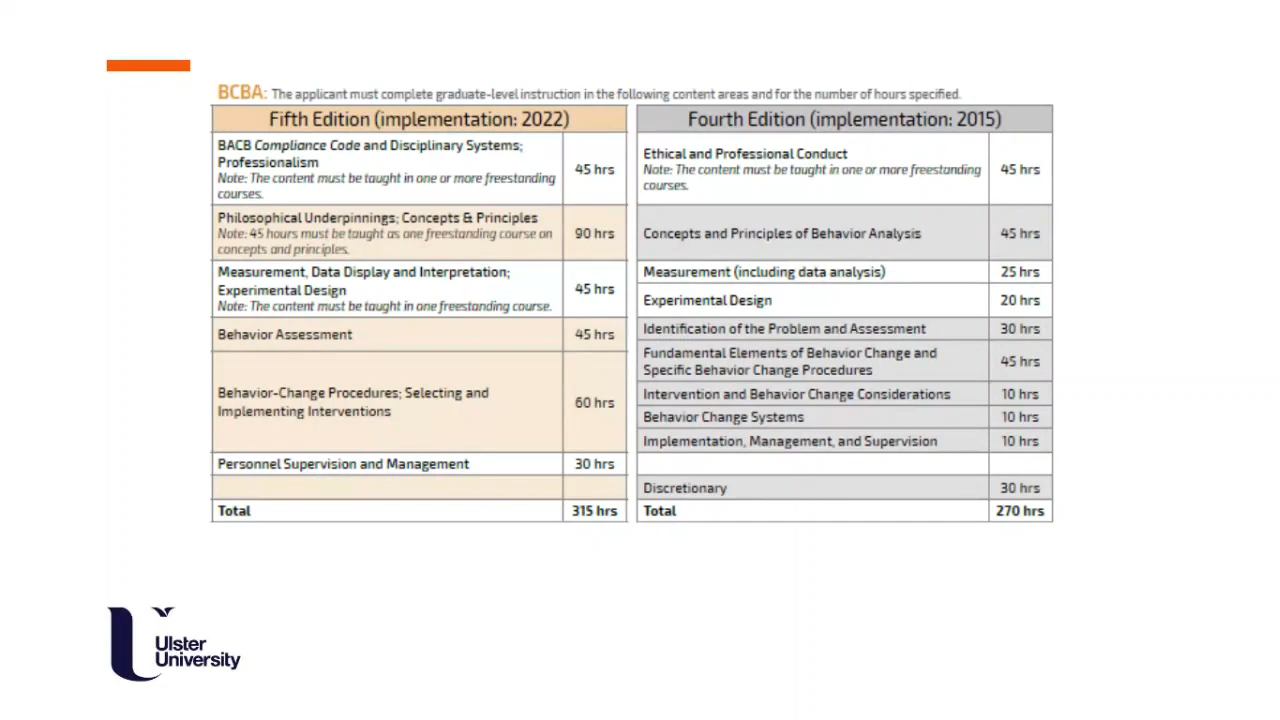 BCBA: The applicant must complete graduate-level instruction in the following content areas and for the number of hours specified.
Fifth Edition (implementation: 2022)
BACB Compliance Code and Disciplinary Systems;
Professionalism
Note: The content must be taught in one or more freestanding
courses.
45 hrs
Philosophical Underpinnings; Concepts & Principles
Note: 45 hours must be taught as one freestanding course on
concepts and principles.
90 hrs
Measurement, Data Display and Interpretation;
Experimental Design
Note: The content must be taught in one freestanding course.
45 hrs
Behavior Assessment
45 hrs
Behavior-Change Procedures; Selecting and
Implementing Interventions
60 hrs
Personnel Supervision and Management
30 hrs
Total
315 hrs
Fourth Edition (implementation: 2015)
Ethical and Professional Conduct
Note: The content must be taught in one or more freestanding
courses.
45 hrs
Concepts and Principles of Behavior Analysis
45 hrs
Measurement (including data analysis)
25 hrs
Experimental Design
20 hrs
Identification of the Problem and Assessment
30 hrs
Fundamental Elements of Behavior Change and
Specific Behavior Change Procedures
45 hrs
Intervention and Behavior Change Considerations
10 hrs
Behavior Change Systems
10 hrs
Implementation, Management, and Supervision
10 hrs
Discretionary
30 hrs
Total
270 hrs
Ulster
University